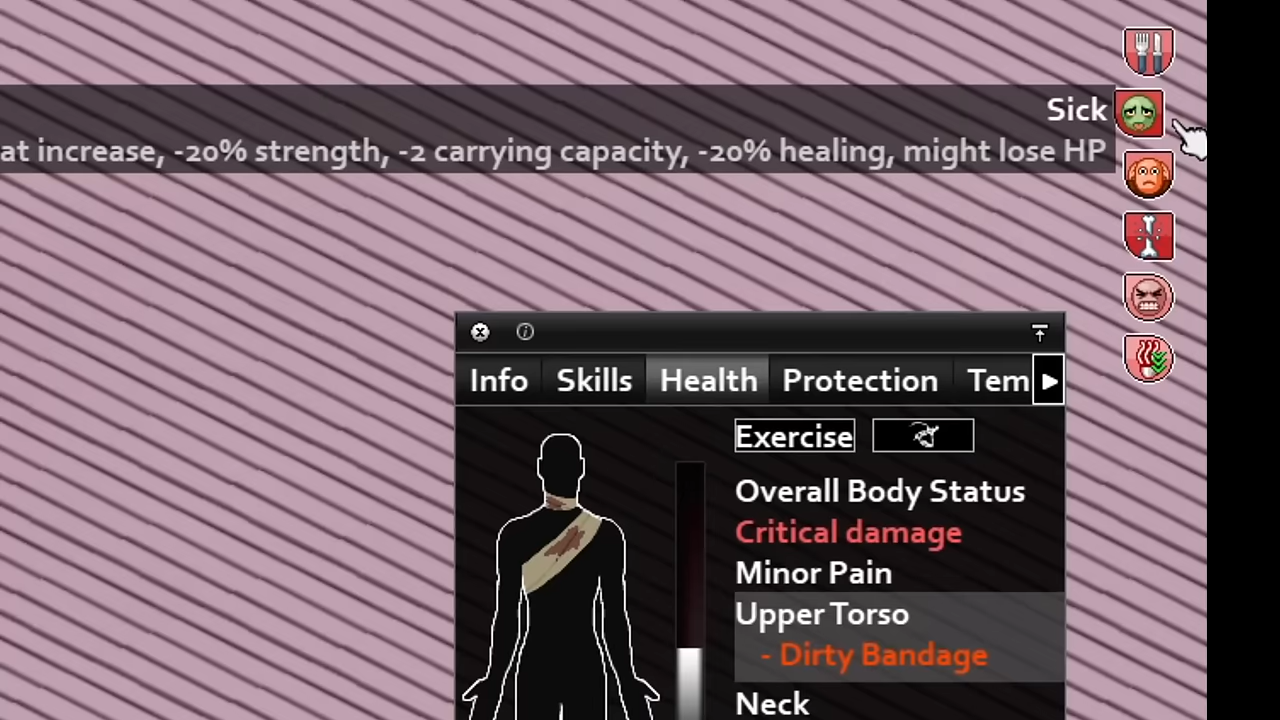 Sick
at increase, -20% strength, -2 carrying capacity, -20% healing, might lose HP
Info Skills Health Protection Tem
Exercise
Overall Body Status
Critical damage
Minor Pain
Upper Torso
- Dirty Bandage
Neck